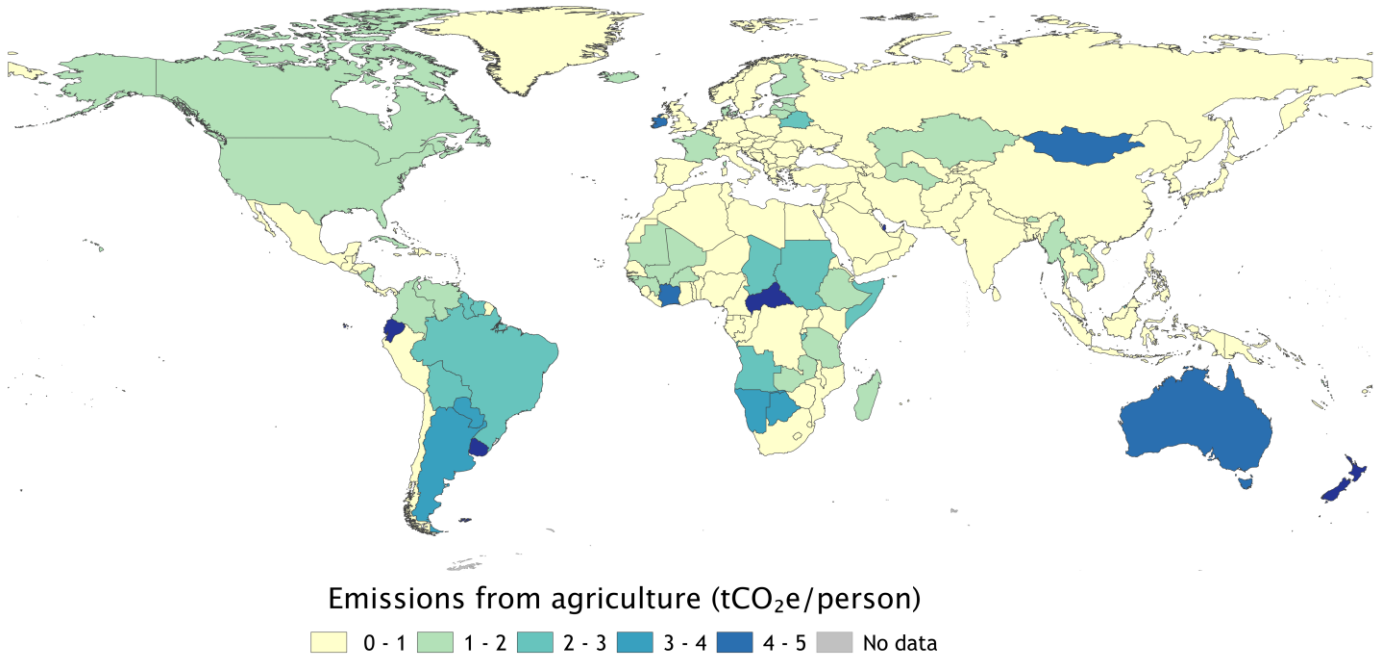 Emissions from agriculture (tCO₂e/person)
0 - 1 1 - 2 2 - 3 3 - 4 4 - 5 No data